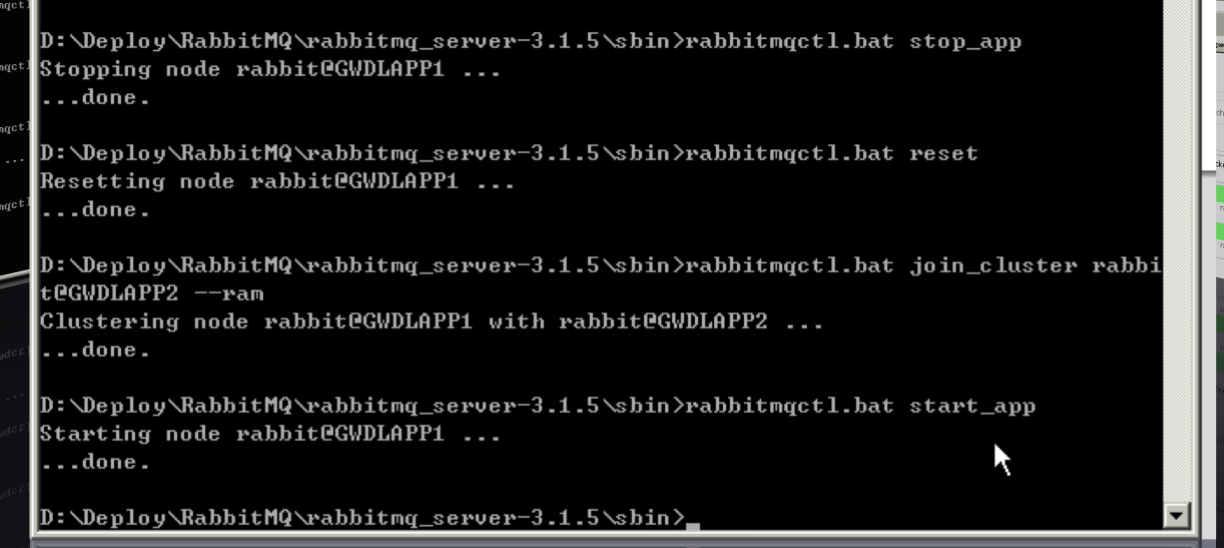 D:\Deploy\RabbitMQ\rabbitmq_server-3.1.5\sbin>rabbitmqctl.bat stop_app
Stopping node rabbit@GWDLAPP1 ...
...done.
D:\Deploy\RabbitMQ\rabbitmq_server-3.1.5\sbin>rabbitmqctl.bat reset
Resetting node rabbit@GWDLAPP1 ...
...done.
D:\Deploy\RabbitMQ\rabbitmq_server-3.1.5\sbin>rabbitmqctl.bat join_cluster rabbi
t@GWDLAPP2 --ram
Clustering node rabbit@GWDLAPP1 with rabbit@GWDLAPP2 ...
...done.
D:\Deploy\RabbitMQ\rabbitmq_server-3.1.5\sbin>rabbitmqctl.bat start_app
Starting node rabbit@GWDLAPP1 ...
...done.
D:\Deploy\RabbitMQ\rabbitmq_server-3.1.5\sbin>